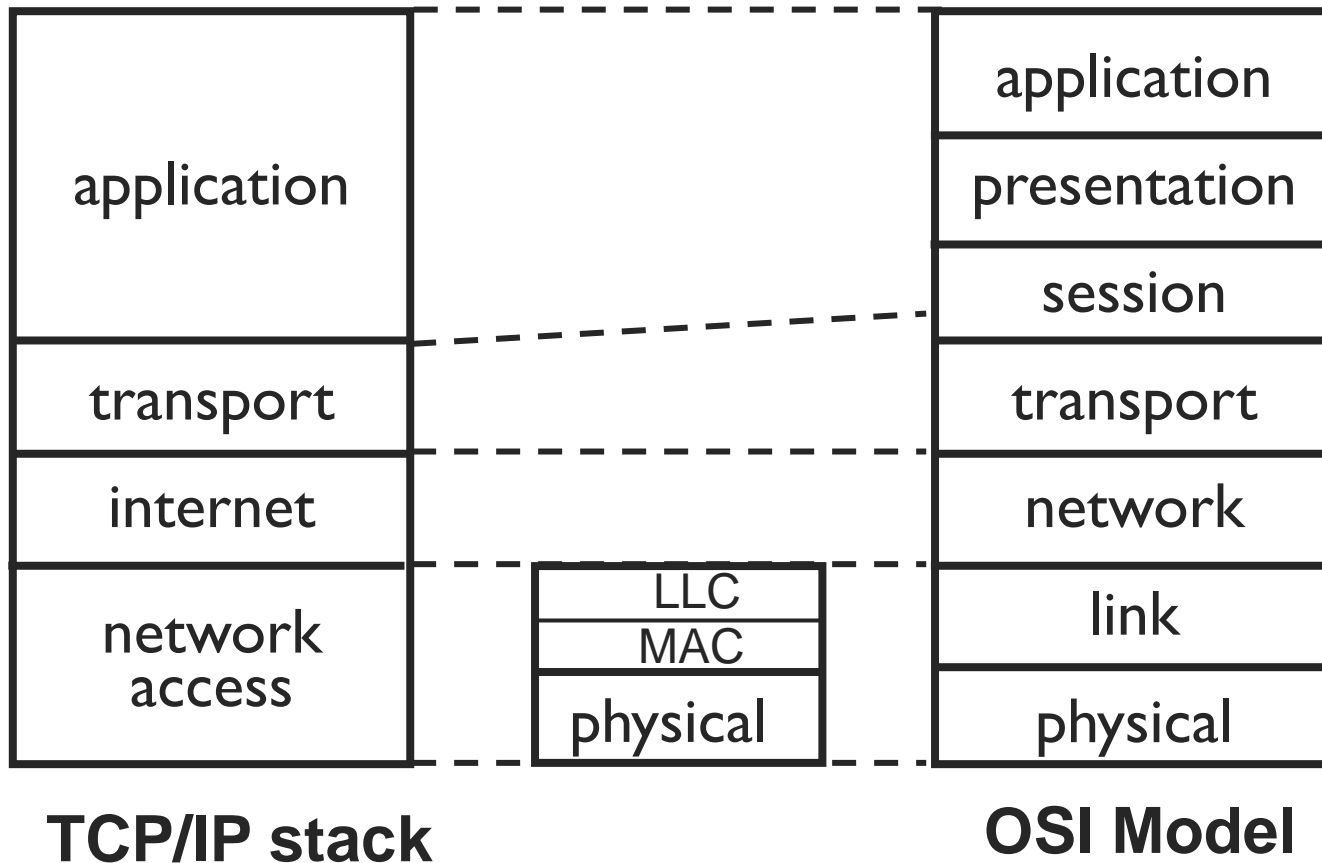 application
transport
internet
network
access
TCP/IP stack
LLC
MAC
physical
application
presentation
session
transport
network
link
physical
OSI Model